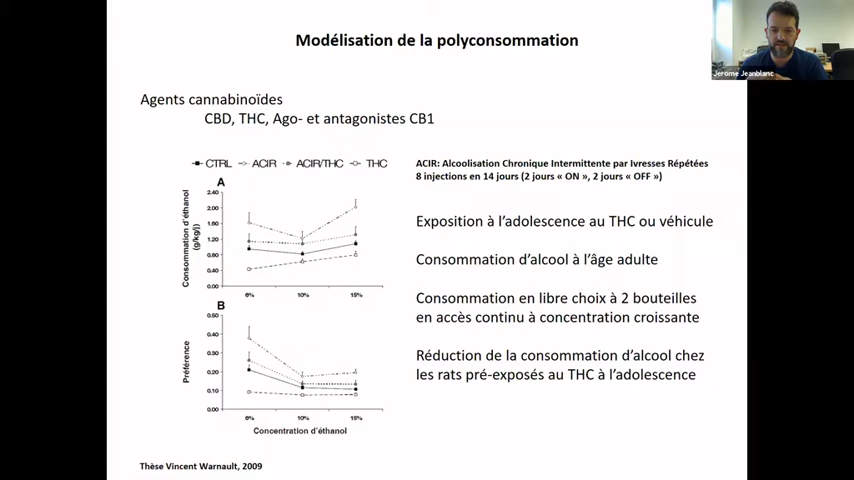 Modélisation de la polyconsommation
Jerome Jeanblanc
Agents cannabinoïdes
CBD, THC, Ago- et antagonistes CB1
CTRL ACIR ACIR/THC THC
A
Consommation d'éthanol
(g/kg/j)
2.40
2.00
1.60
1.20
0.80
0.40
0.00
6% 10% 15%
B
Préférence
0.50
0.40
0.30
0.20
0.10
0.00
6% 10% 15%
Concentration d'éthanol
ACIR: Alcoolisation Chronique Intermittente par Ivresses Répétées
8 injections en 14 jours (2 jours « ON », 2 jours « OFF »)
Exposition à l'adolescence au THC ou véhicule
Consommation d'alcool à l'âge adulte
Consommation en libre choix à 2 bouteilles
en accès continu à concentration croissante
Réduction de la consommation d'alcool chez
les rats pré-exposés au THC à l'adolescence
Thèse Vincent Warnault, 2009